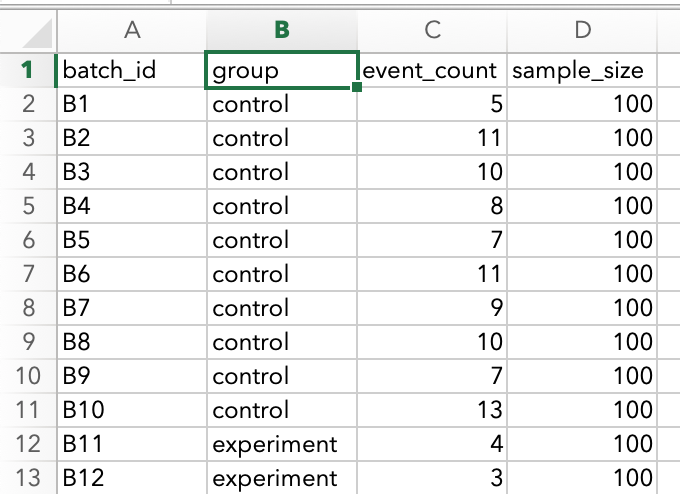 A B C D
1 batch_id group event_count sample_size
2 B1 control 5 100
3 B2 control 11 100
4 B3 control 10 100
5 B4 control 8 100
6 B5 control 7 100
7 B6 control 11 100
8 B7 control 9 100
9 B8 control 10 100
10 B9 control 7 100
11 B10 control 13 100
12 B11 experiment 4 100
13 B12 experiment 3 100